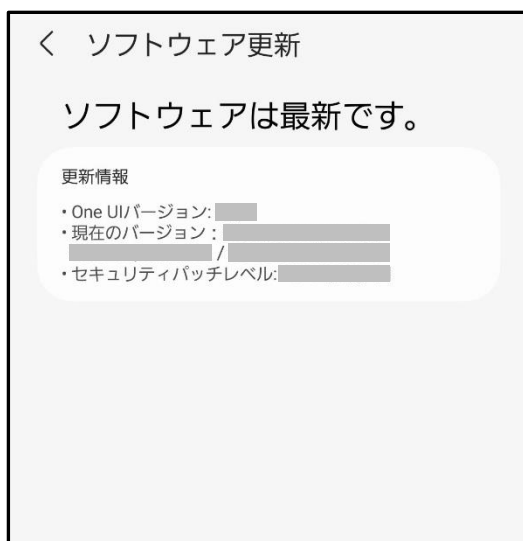 ソフトウェア更新
ソフトウェアは最新です。
更新情報
・One UIバージョン:
・現在のバージョン：
/
・セキュリティパッチレベル: